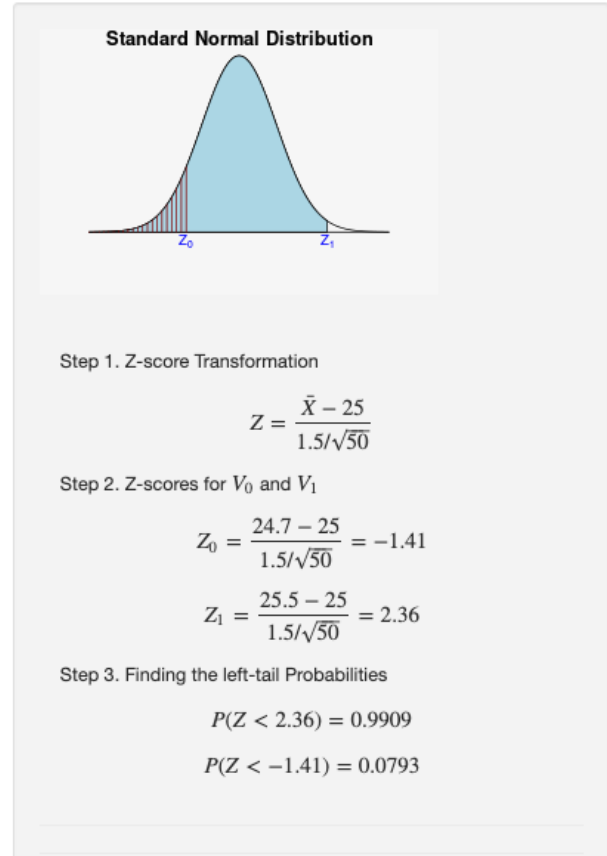 Standard Normal Distribution
Z₀ Z₁
Step 1. Z-score Transformation
Z = (X̄ − 25) / (1.5/√50)
Step 2. Z-scores for V₀ and V₁
Z₀ = (24.7 − 25) / (1.5/√50) = −1.41
Z₁ = (25.5 − 25) / (1.5/√50) = 2.36
Step 3. Finding the left-tail Probabilities
P(Z < 2.36) = 0.9909
P(Z < −1.41) = 0.0793